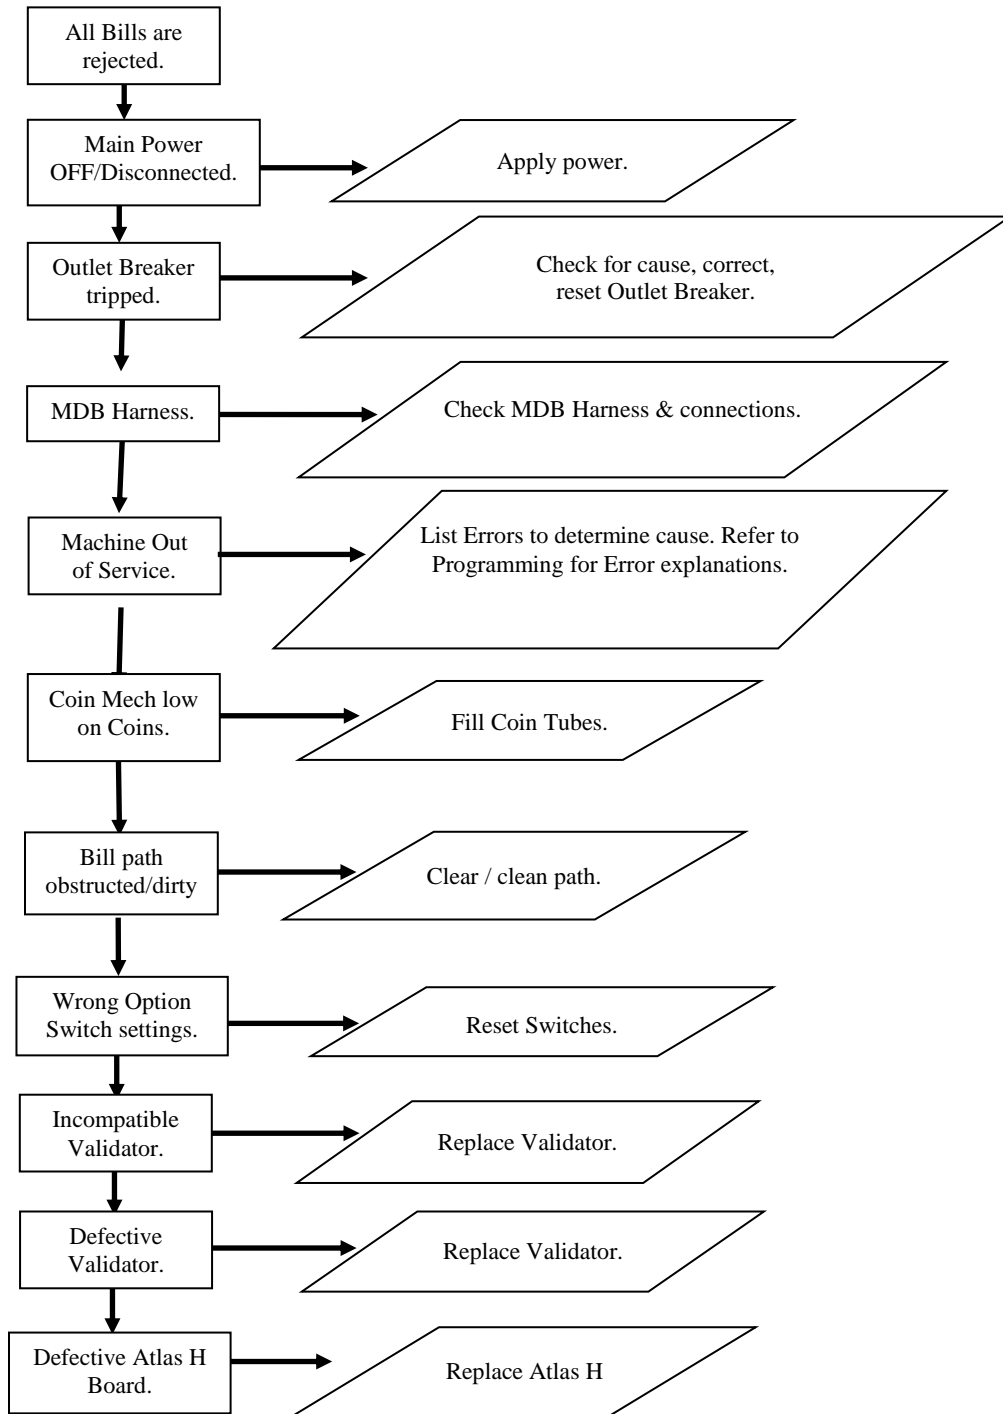 All Bills are
rejected.
Main Power
OFF/Disconnected.
Apply power.
Outlet Breaker
tripped.
Check for cause, correct,
reset Outlet Breaker.
MDB Harness.
Check MDB Harness & connections.
Machine Out
of Service.
List Errors to determine cause. Refer to
Programming for Error explanations.
Coin Mech low
on Coins.
Fill Coin Tubes.
Bill path
obstructed/dirty
Clear / clean path.
Wrong Option
Switch settings.
Reset Switches.
Incompatible
Validator.
Replace Validator.
Defective
Validator.
Replace Validator.
Defective Atlas H
Board.
Replace Atlas H